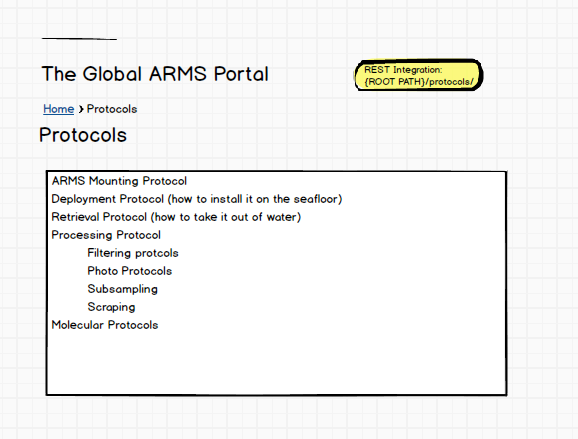 The Global ARMS Portal
REST Integration:
{ROOT PATH}/protocols/
Home › Protocols
Protocols
ARMS Mounting Protocol
Deployment Protocol (how to install it on the seafloor)
Retrieval Protocol (how to take it out of water)
Processing Protocol
Filtering protcols
Photo Protocols
Subsampling
Scraping
Molecular Protocols